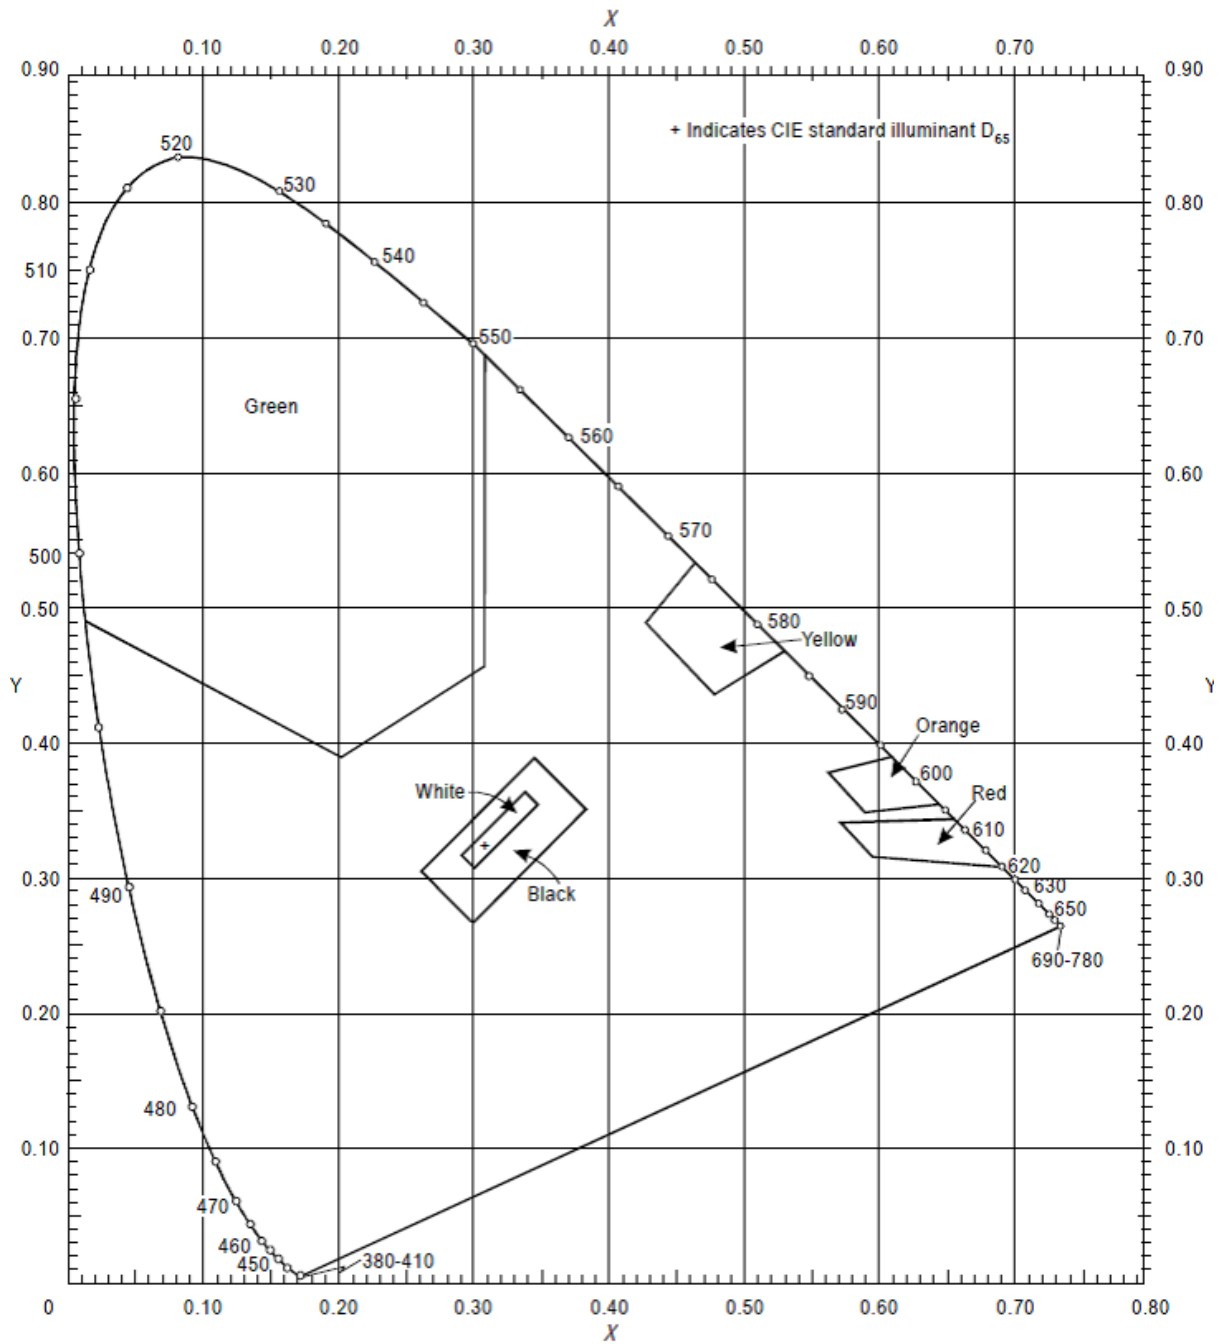 X
0.10 0.20 0.30 0.40 0.50 0.60 0.70
0.90 0.90
+ Indicates CIE standard illuminant D65
520
530
0.80 0.80
540
510
550
0.70 0.70
Green
560
0.60 0.60
570
500
0.50 0.50
580
Yellow
Y Y
590
Orange
0.40 0.40
600
White Red
610
620
0.30 0.30
630
490 Black
650
690-780
0.20 0.20
480
0.10 0.10
470
460
450 380-410
0 0.10 0.20 0.30 0.40 0.50 0.60 0.70 0.80
X